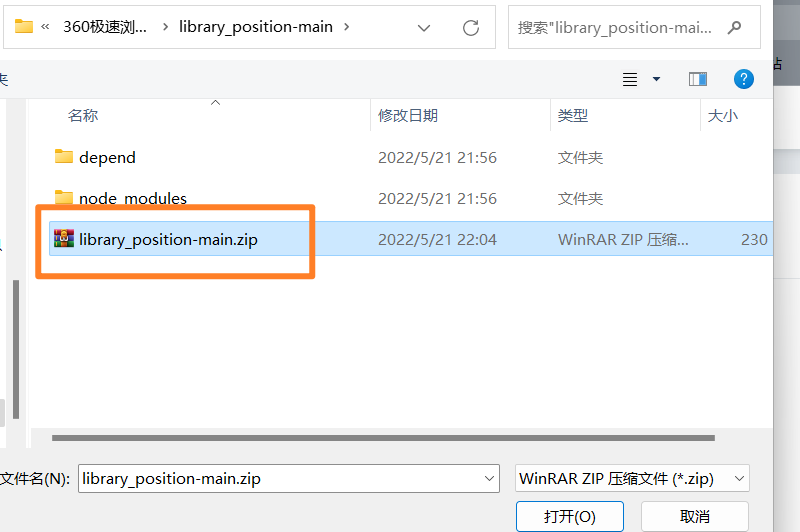 « 360极速浏... › library_position-main ›
搜索"library_position-mai...
夹
站
名称 修改日期 类型 大小
depend 2022/5/21 21:56 文件夹
node_modules 2022/5/21 21:56 文件夹
library_position-main.zip 2022/5/21 22:04 WinRAR ZIP 压缩... 230
文件名(N): library_position-main.zip WinRAR ZIP 压缩文件 (*.zip)
打开(O) 取消